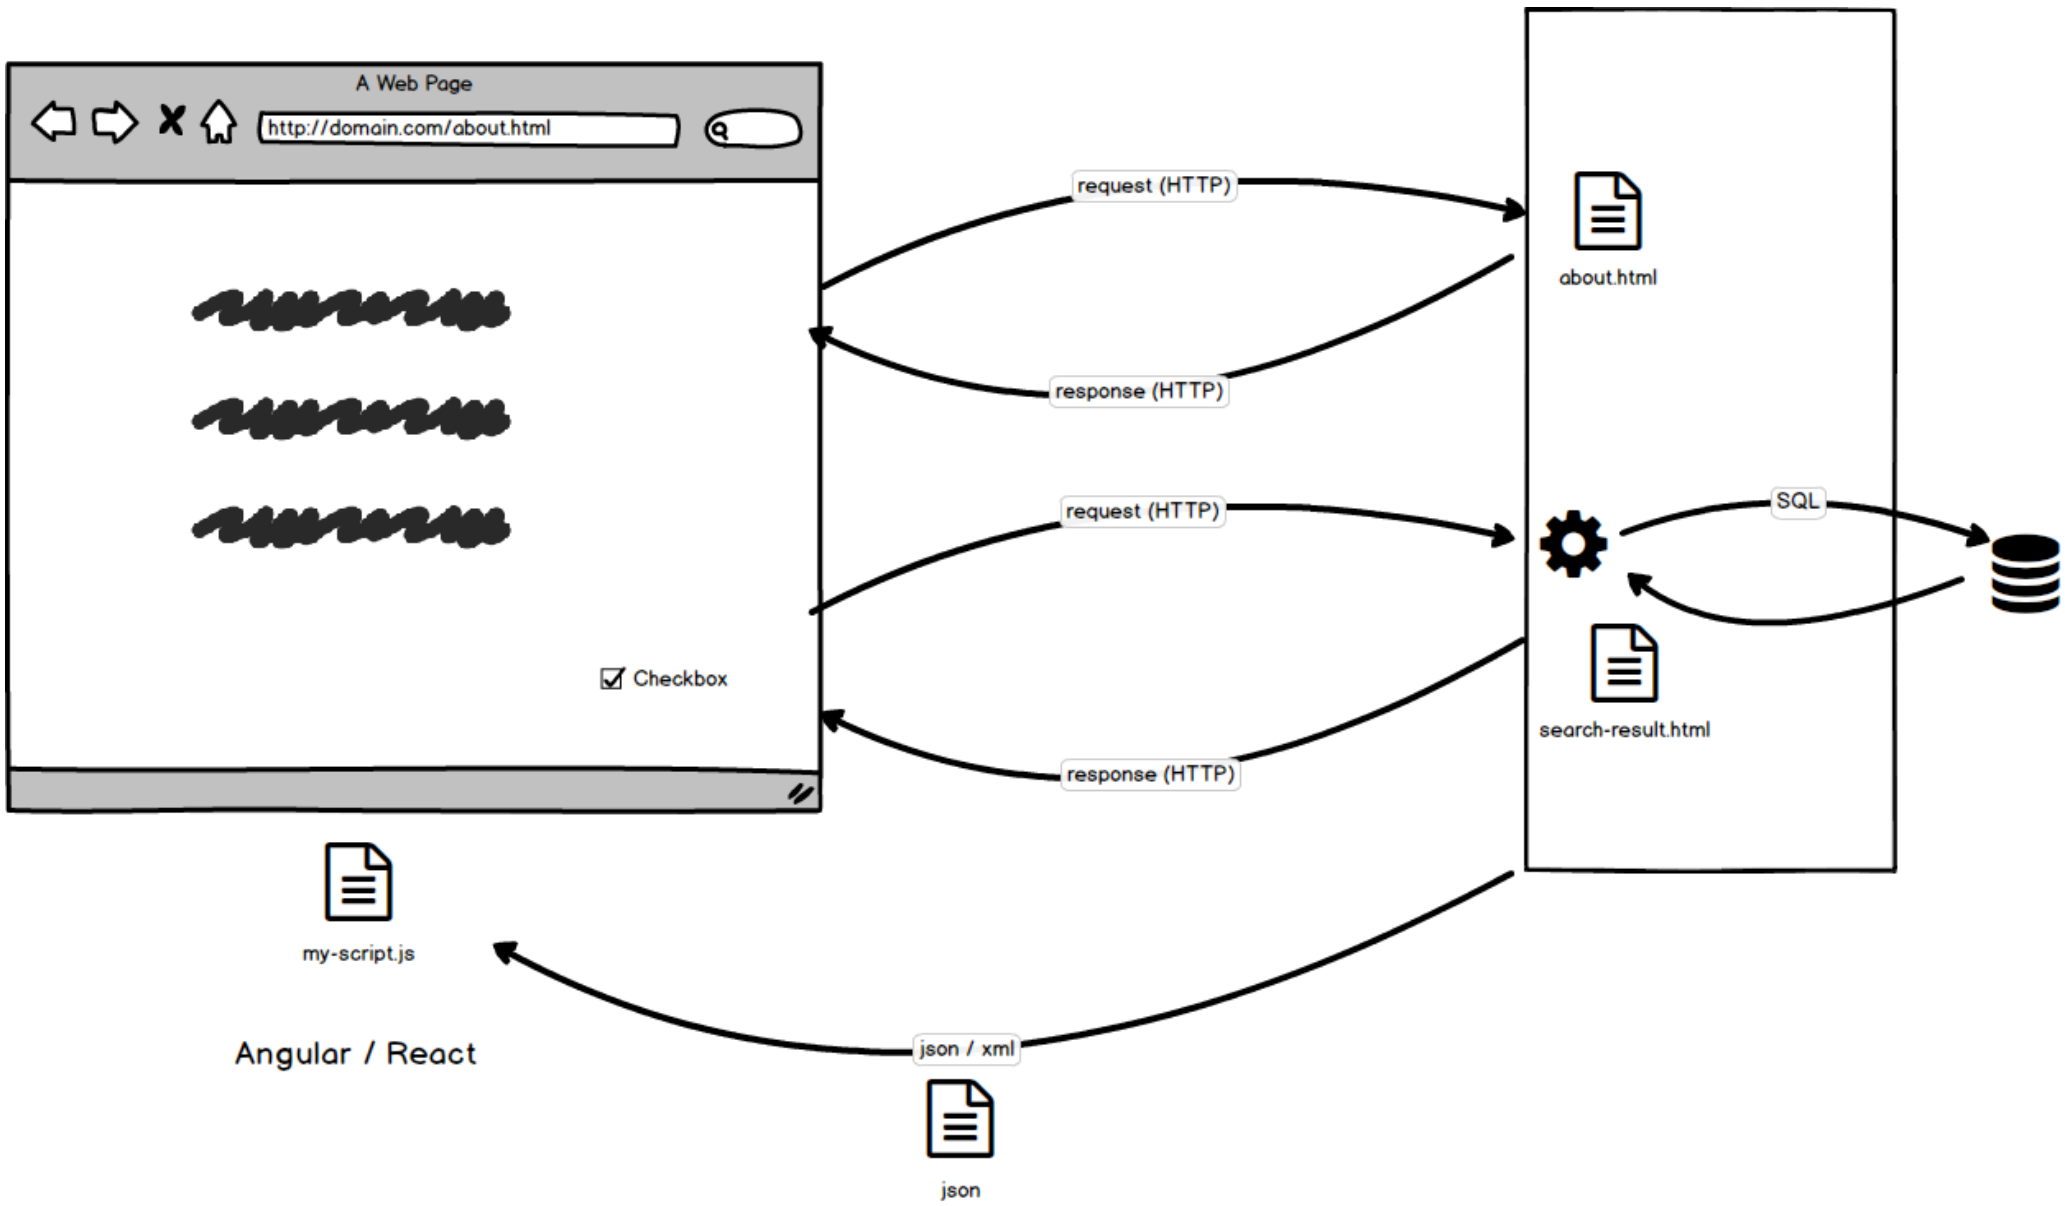 A Web Page
http://domain.com/about.html
request (HTTP)
about.html
response (HTTP)
request (HTTP)
SQL
Checkbox
search-result.html
response (HTTP)
my-script.js
Angular / React
json / xml
json